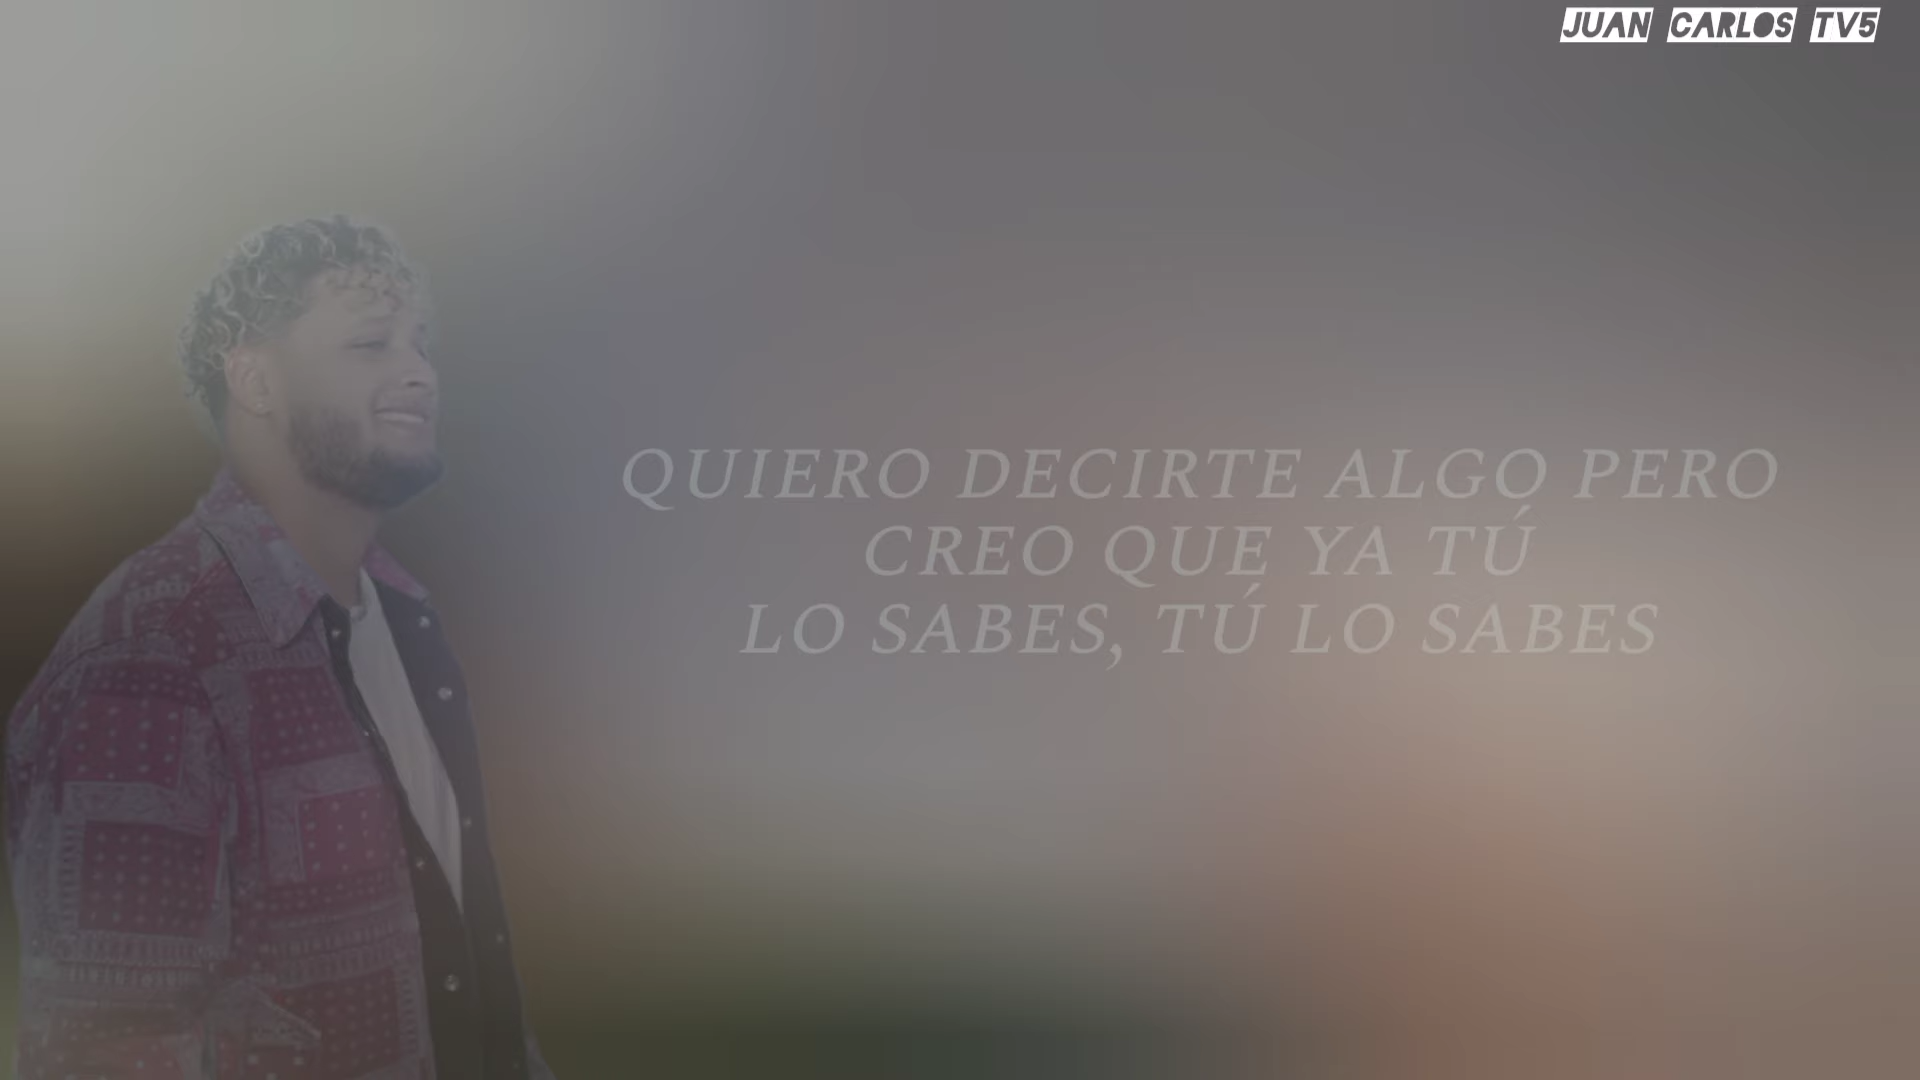 JUAN CARLOS TV5
QUIERO DECIRTE ALGO PERO
CREO QUE YA TÚ
LO SABES, TÚ LO SABES